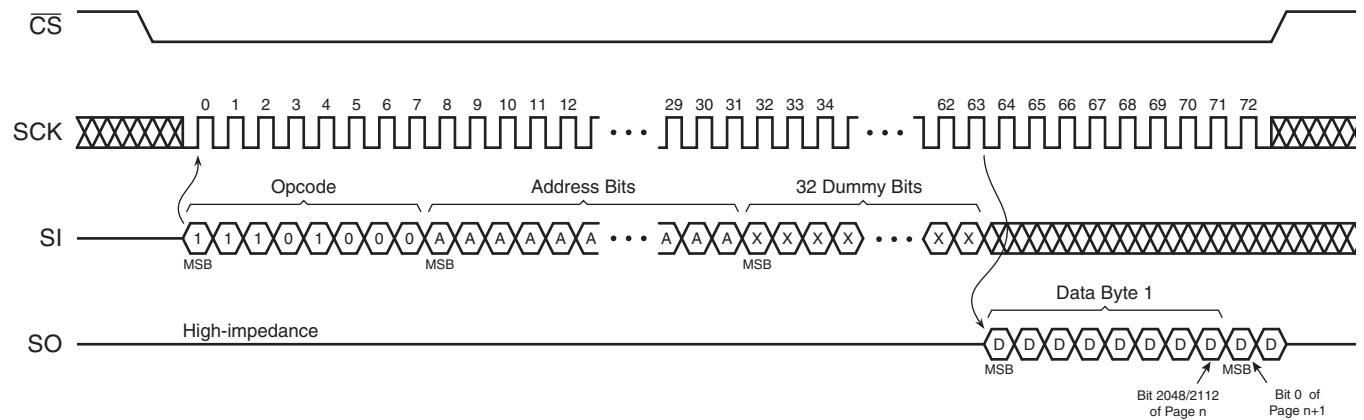 CS
SCK
0 1 2 3 4 5 6 7 8 9 10 11 12 29 30 31 32 33 34 62 63 64 65 66 67 68 69 70 71 72
Opcode Address Bits 32 Dummy Bits
SI
1 1 1 0 1 0 0 0 A A A A A A A A A X X X X X X
MSB MSB MSB
Data Byte 1
SO
High-impedance
D D D D D D D D D D
MSB MSB
Bit 2048/2112
of Page n
Bit 0 of
Page n+1